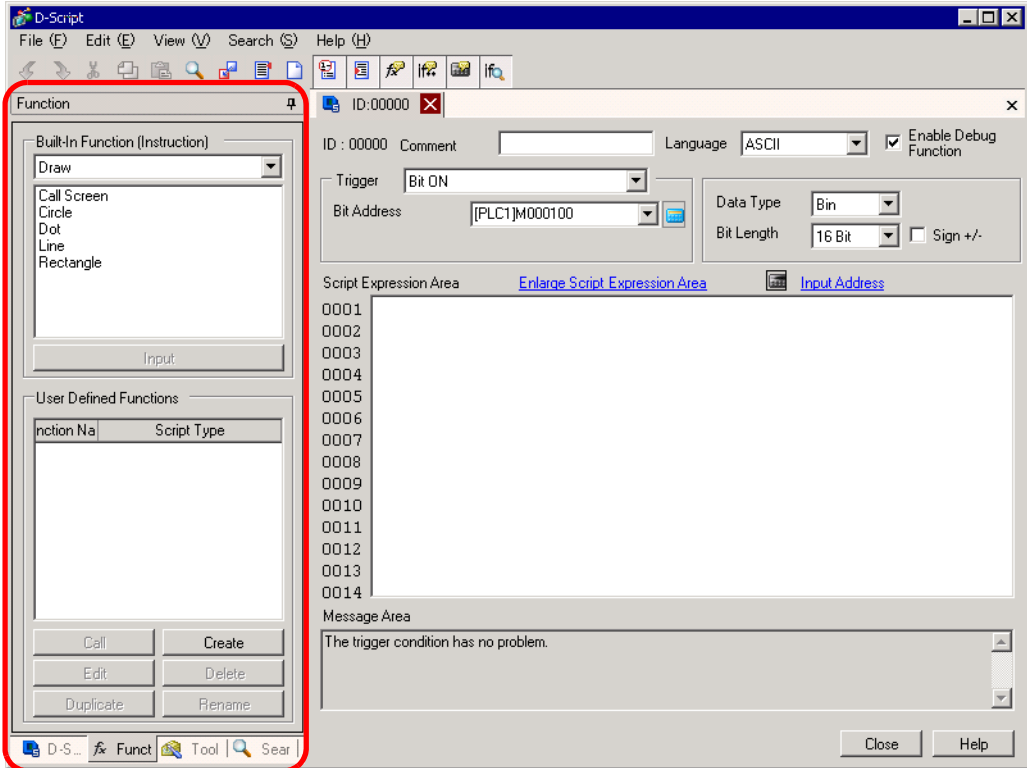 D-Script
File (F) Edit (E) View (V) Search (S) Help (H)
Function
Built-In Function (Instruction)
Draw
Call Screen
Circle
Dot
Line
Rectangle
Input
User Defined Functions
nction Na Script Type
Call Create
Edit Delete
Duplicate Rename
D-S... fx Funct Tool Sear
ID:00000
ID : 00000 Comment Language ASCII Enable Debug
Function
Trigger Bit ON
Bit Address [PLC1]M000100
Data Type Bin
Bit Length 16 Bit Sign +/-
Script Expression Area Enlarge Script Expression Area Input Address
0001
0002
0003
0004
0005
0006
0007
0008
0009
0010
0011
0012
0013
0014
Message Area
The trigger condition has no problem.
Close Help